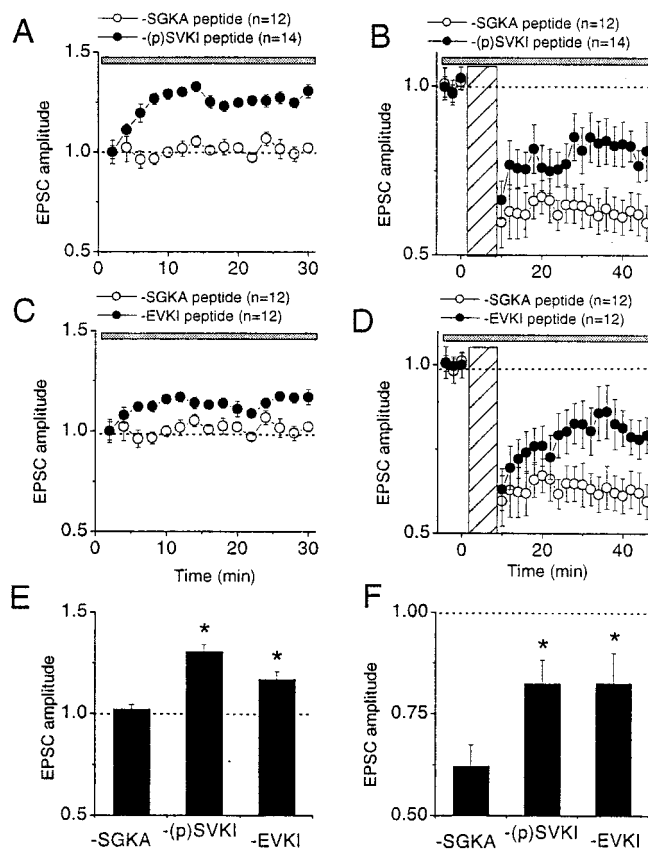 A
-SGKA peptide (n=12)
-(p)SVKI peptide (n=14)
1.5
1.0
0.5
EPSC amplitude
0
10
20
30
B
-SGKA peptide (n=12)
-(p)SVKI peptide (n=14)
1.0
0.5
EPSC amplitude
0
20
40
C
-SGKA peptide (n=12)
-EVKI peptide (n=12)
1.5
1.0
0.5
EPSC amplitude
0
10
20
30
Time (min)
D
-SGKA peptide (n=12)
-EVKI peptide (n=12)
1.0
0.5
EPSC amplitude
0
20
40
Time (min)
E
1.5
1.0
0.5
EPSC amplitude
*
*
-SGKA
-(p)SVKI
-EVKI
F
1.00
0.75
0.50
EPSC amplitude
*
*
-SGKA
-(p)SVKI
-EVKI